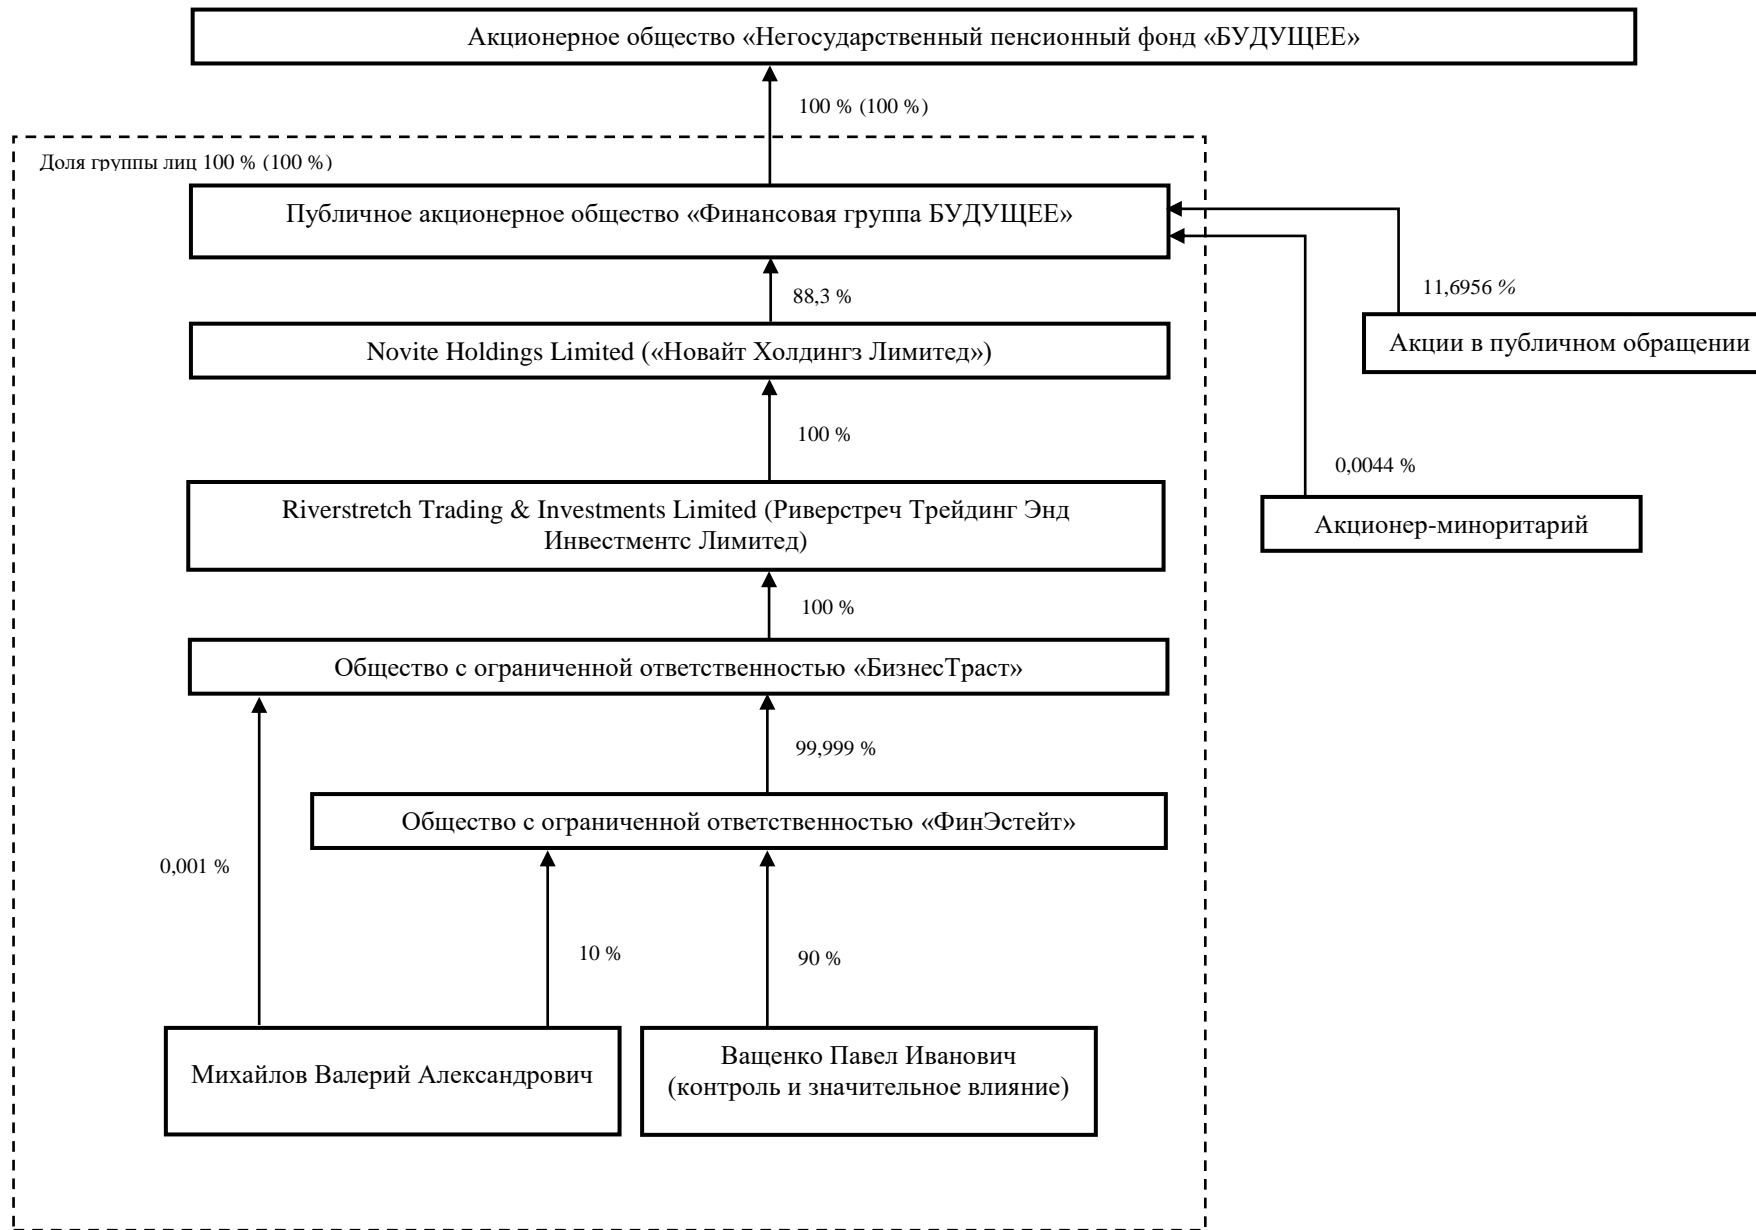 Акционерное общество «Негосударственный пенсионный фонд «БУДУЩЕЕ»
100 % (100 %)
Доля группы лиц 100 % (100 %)
Публичное акционерное общество «Финансовая группа БУДУЩЕЕ»
11,6956 %
88,3 %
Акции в публичном обращении
Novite Holdings Limited («Новайт Холдингз Лимитед»)
100 %
0,0044 %
Riverstretch Trading & Investments Limited (Риверстреч Трейдинг Энд
Инвестментс Лимитед)
Акционер-миноритарий
100 %
Общество с ограниченной ответственностью «БизнесТраст»
99,999 %
Общество с ограниченной ответственностью «ФинЭстейт»
0,001 %
10 %
90 %
Михайлов Валерий Александрович
Ващенко Павел Иванович
(контроль и значительное влияние)